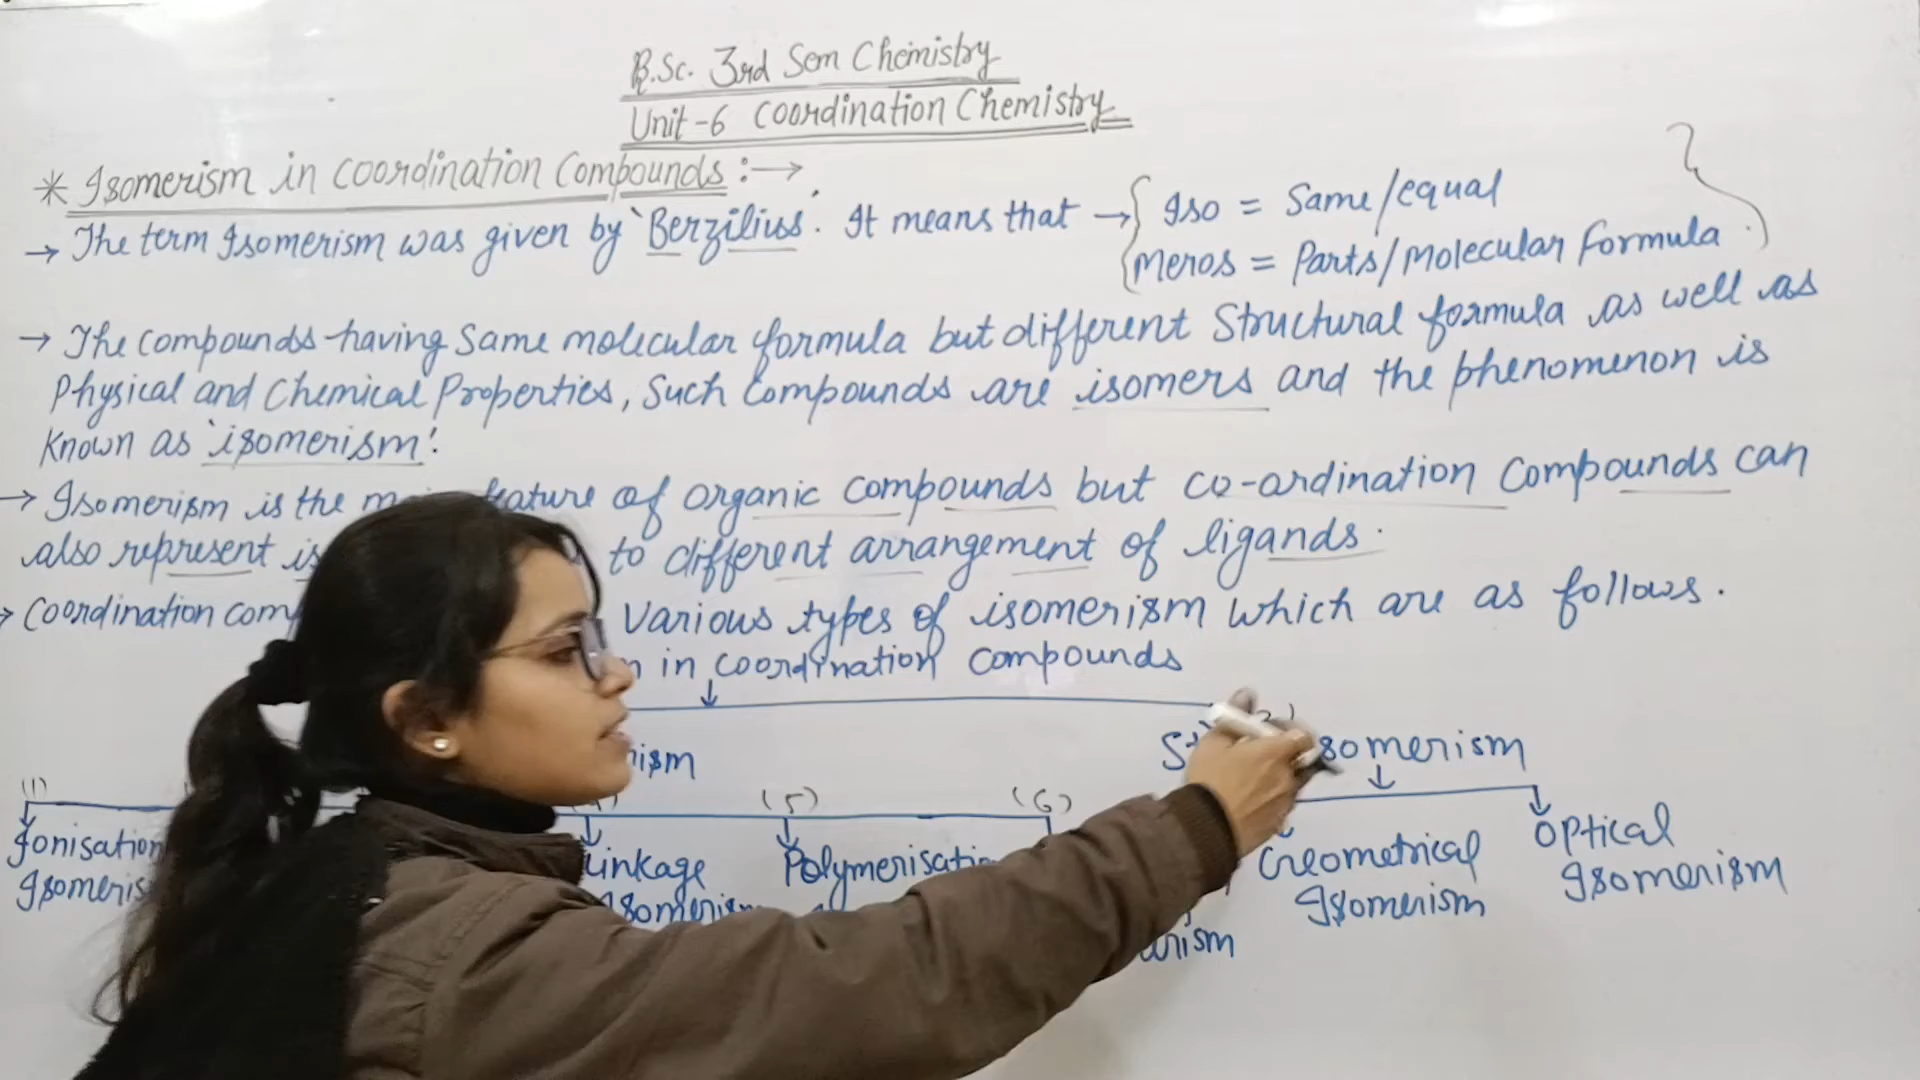 B.Sc. 3rd Sem Chemistry
Unit-6 Coordination Chemistry
* Isomerism in Coordination Compounds :→
→ The term Isomerism was given by 'Berzilius'. It means that → { Iso = Same/equal
Meros = Parts/molecular formula
→ The compounds having same molecular formula but different Structural formula as well as
Physical and Chemical Properties, Such Compounds are isomers and the phenomenon is
Known as 'isomerism'.
→ Isomerism is the feature of organic compounds but co-ordination Compounds can
also represent to different arrangement of ligands.
→ Coordination various types of isomerism which are as follows.
in coordination compounds
(2)
(1) (5) (6)
Ionisation Linkage Geometrical Optical
Isomerism Isomerism